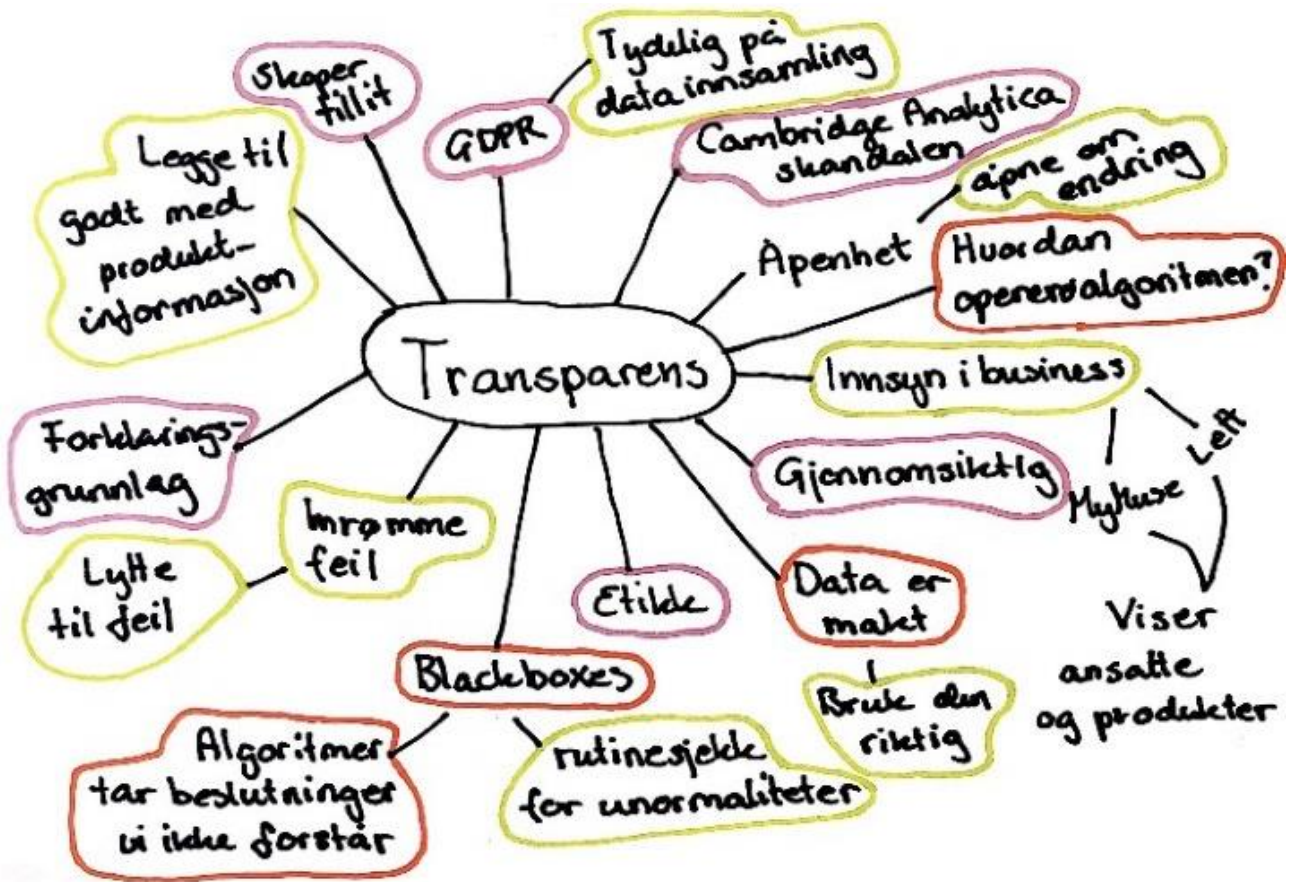 Skaper
tillit
GDPR
Tydelig på
datainnsamling
Cambridge Analytica
skandalen
Åpenhet
åpne om
endring
Legge til
godt med
produkt-
informasjon
Hvordan
opererer algoritmen?
Transparens
Innsyn i business
Lett
Mykuse
Viser
ansatte
og produkter
Gjennomsiktig
Forklarings-
grunnlag
Innrømme
feil
Lytte
til feil
Etikk
Data er
makt
Bruk den
riktig
Blackboxes
Algoritmer
tar beslutninger
vi ikke forstår
rutinesjekk
for unormaliteter